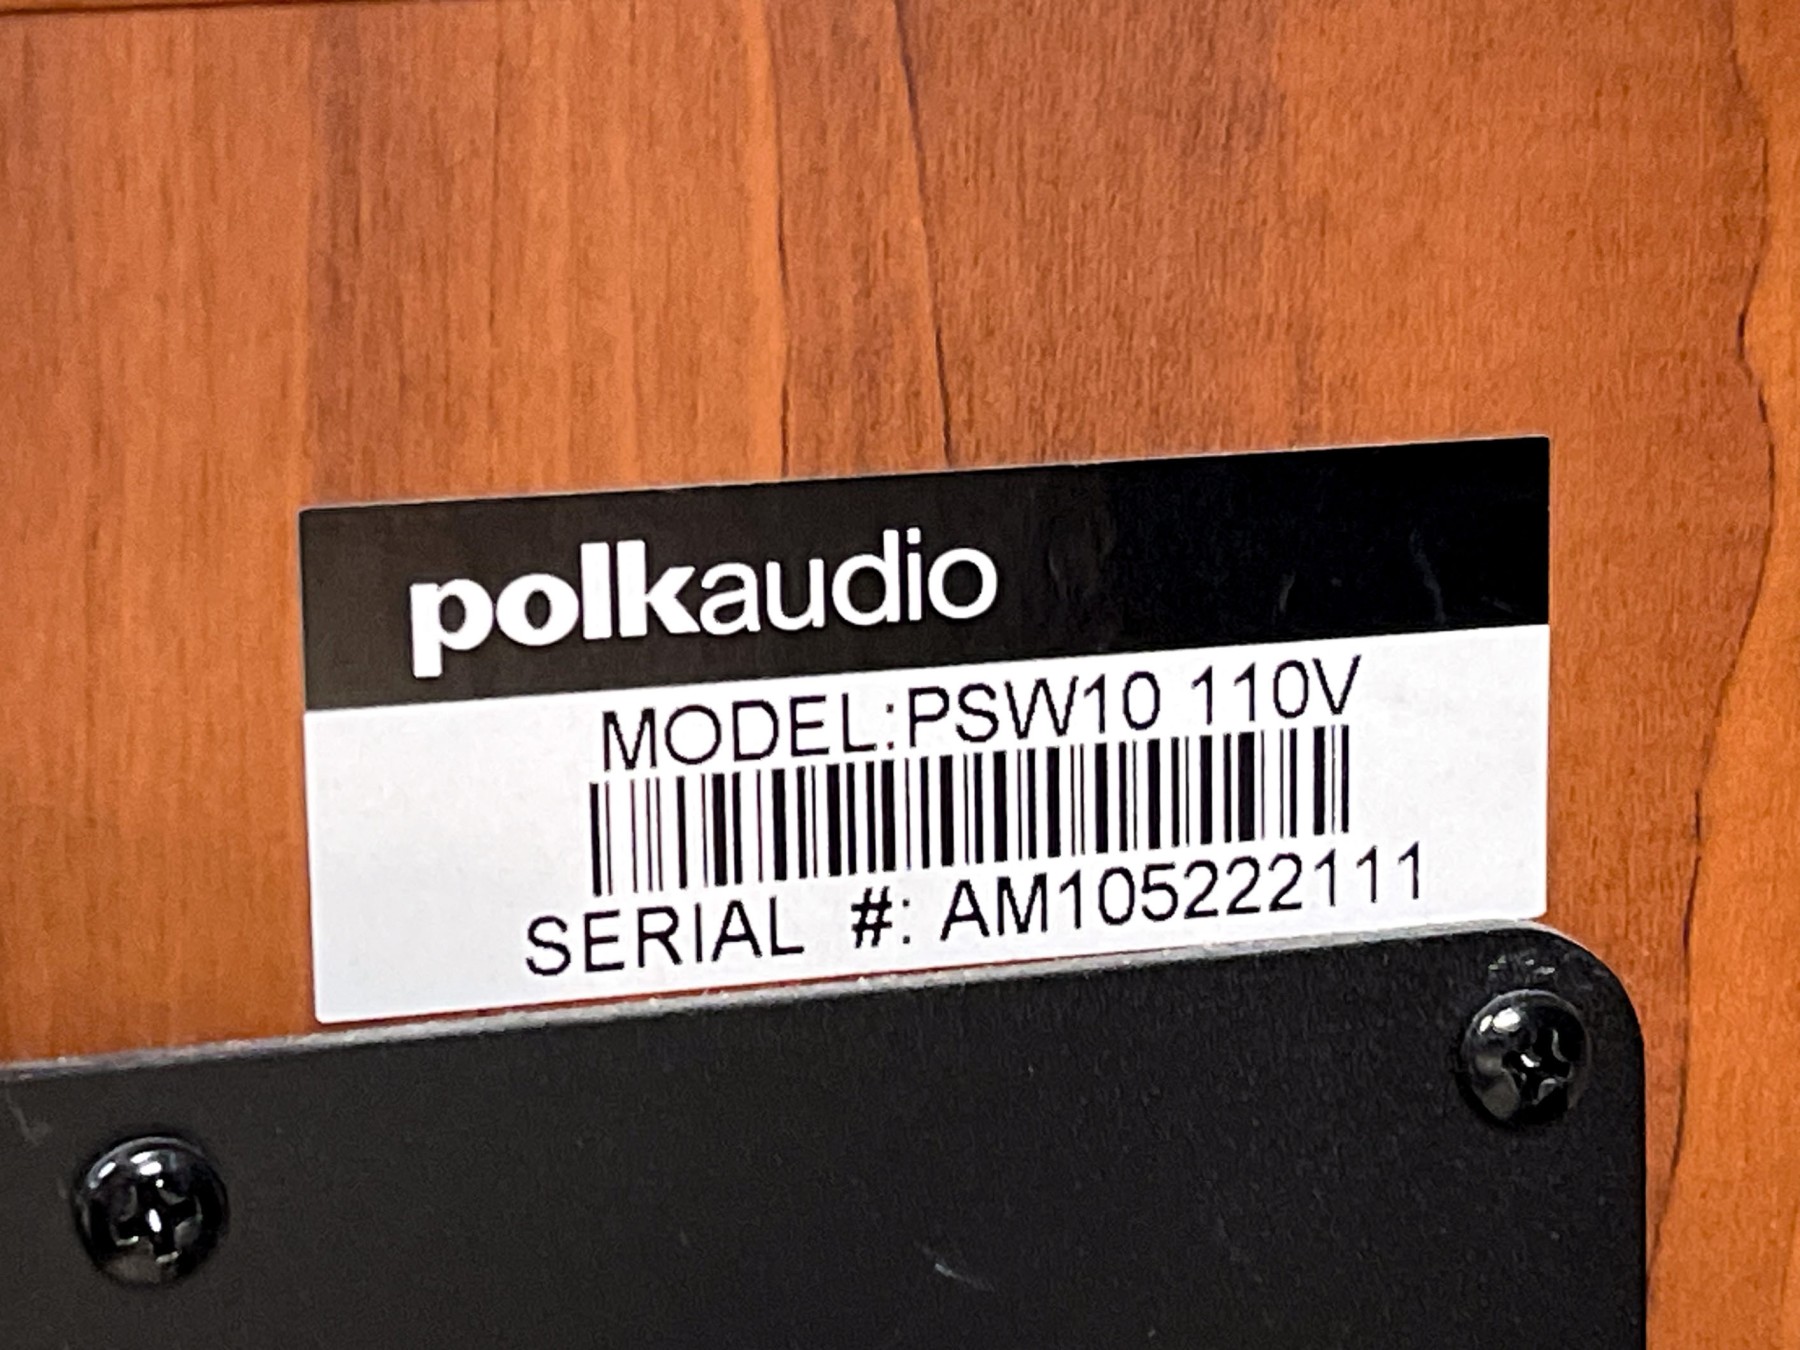 polkaudio
MODEL:PSW10 110V
SERIAL #: AM105222111